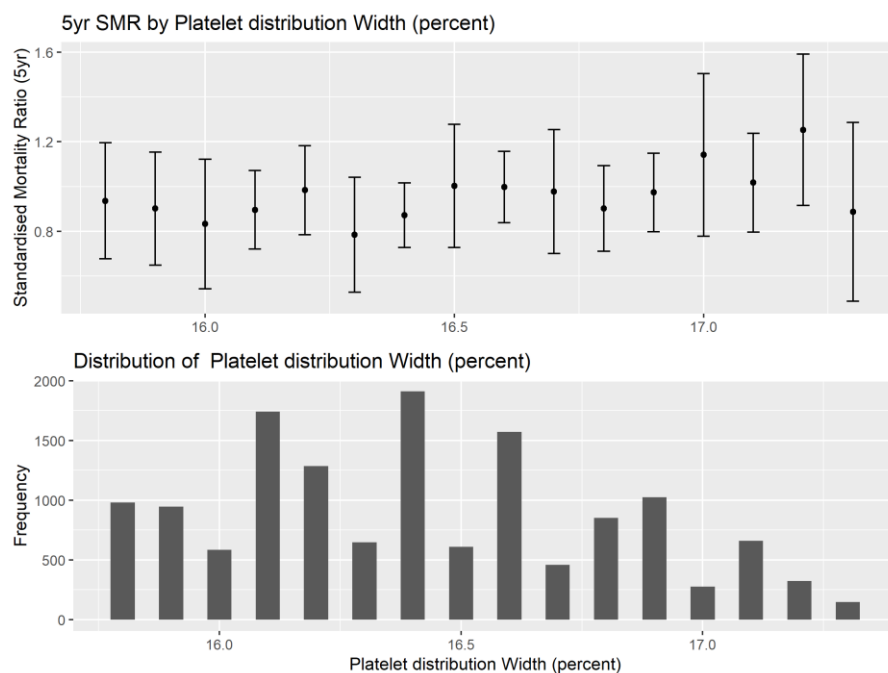 5yr SMR by Platelet distribution Width (percent)
Standardised Mortality Ratio (5yr)
1.6
1.2
0.8
16.0 16.5 17.0
Distribution of  Platelet distribution Width (percent)
Frequency
2000
1500
1000
500
0
16.0 16.5 17.0
Platelet distribution Width (percent)